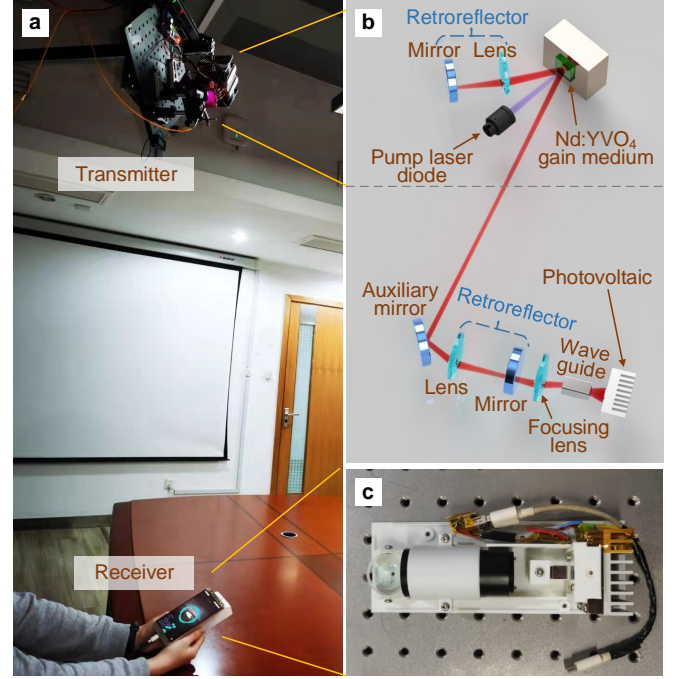 a
Transmitter
Receiver
b
Retroreflector
Mirror
Lens
Pump laser
diode
Nd:YVO₄
gain medium
Photovoltaic
Auxiliary
mirror
Retroreflector
Wave
guide
Lens
Mirror
Focusing
lens
c